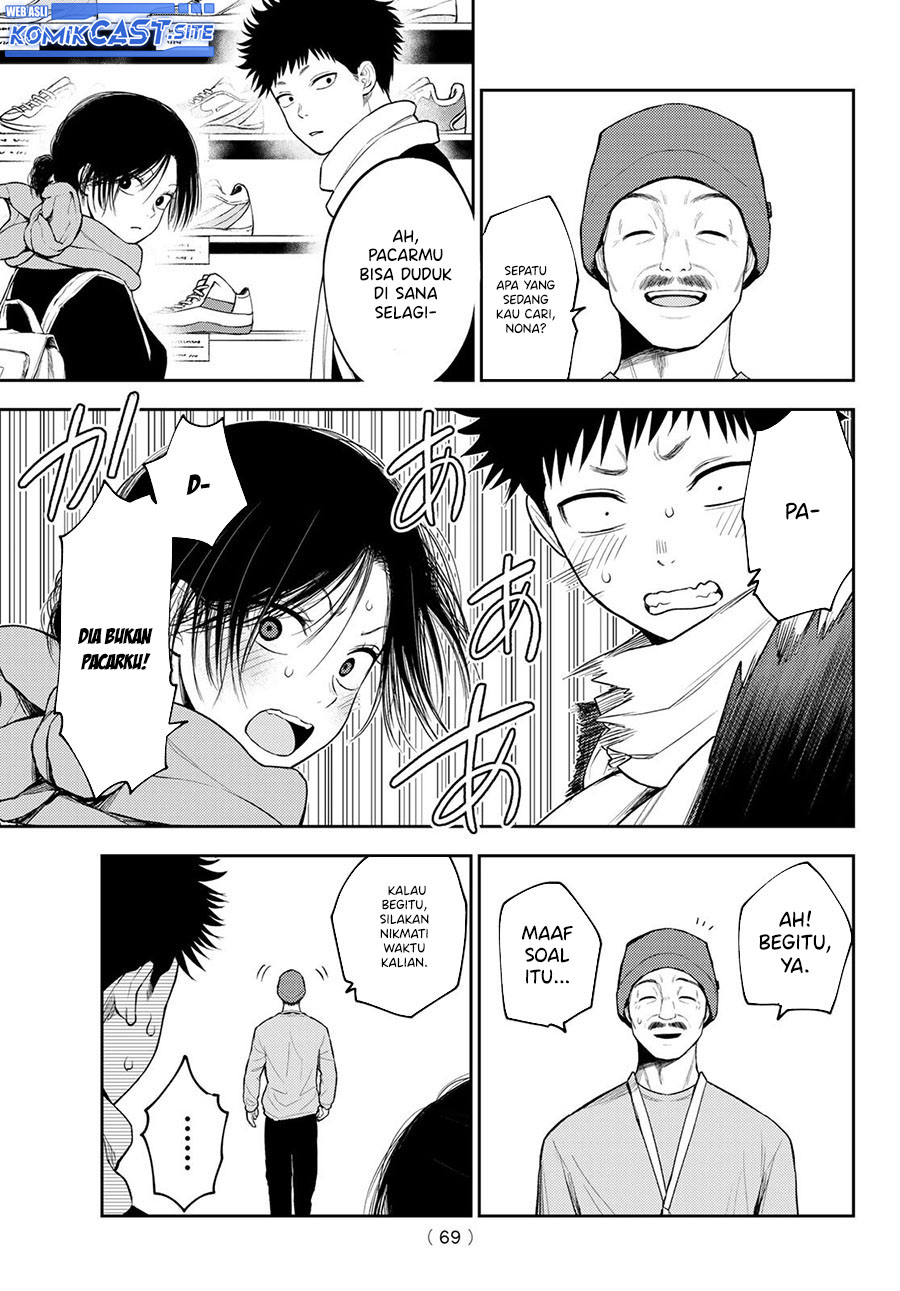 WEB ASLI
KOMIKCAST.SITE
SEPATU
APA YANG
SEDANG
KAU CARI,
NONA?
AH,
PACARMU
BISA DUDUK
DI SANA
SELAGI-
PA-
あああ
D-
DIA BUKAN
PACARKU!
かぁ
AH!
BEGITU,
YA.
MAAF
SOAL
ITU...
KALAU
BEGITU,
SILAKAN
NIKMATI
WAKTU
KALIAN.
......
(69)